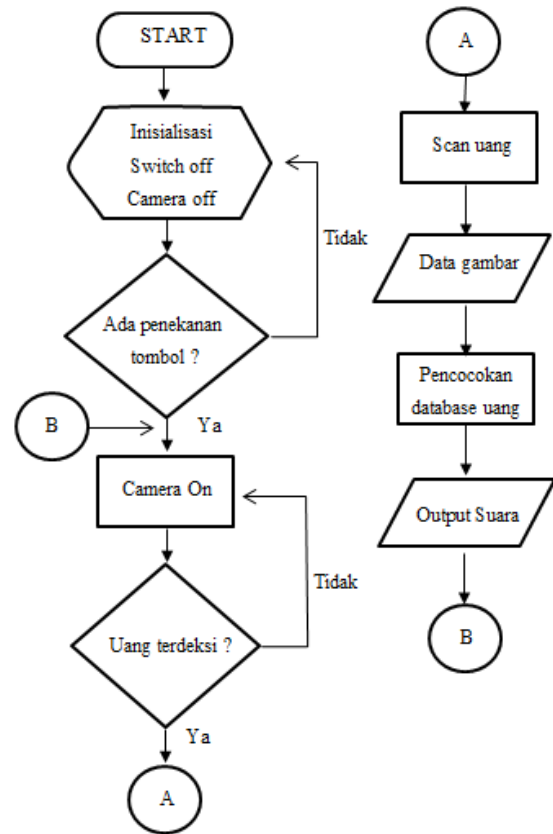 START
Inisialisasi
Switch off
Camera off
Tidak
Ada penekanan
tombol ?
B
Ya
Camera On
Tidak
Uang terdeksi ?
Ya
A
A
Scan uang
Data gambar
Pencocokan
database uang
Output Suara
B